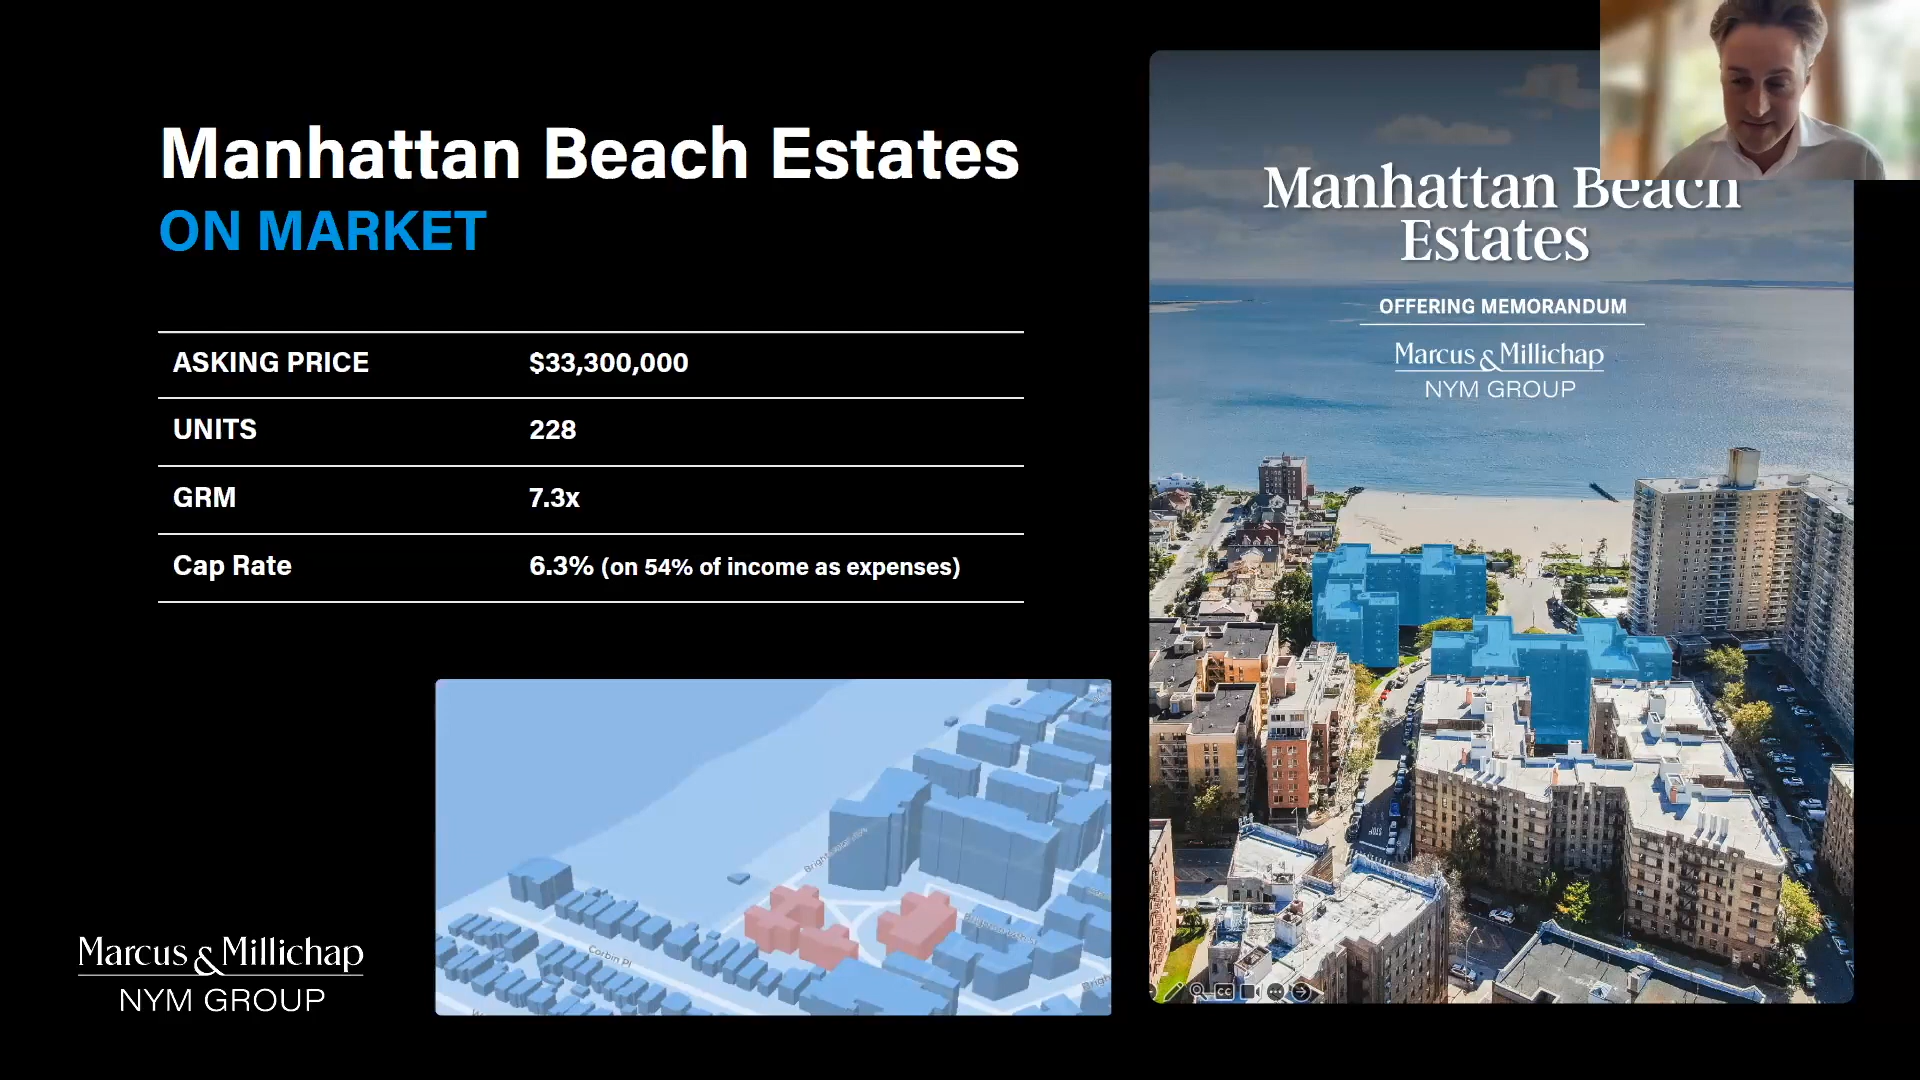 Manhattan Beach Estates
ON MARKET
ASKING PRICE $33,300,000
UNITS 228
GRM 7.3x
Cap Rate 6.3% (on 54% of income as expenses)
Manhattan Beach
Estates
OFFERING MEMORANDUM
Marcus & Millichap
NYM GROUP
STOP
Corbin Pl
CC
Marcus & Millichap
NYM GROUP